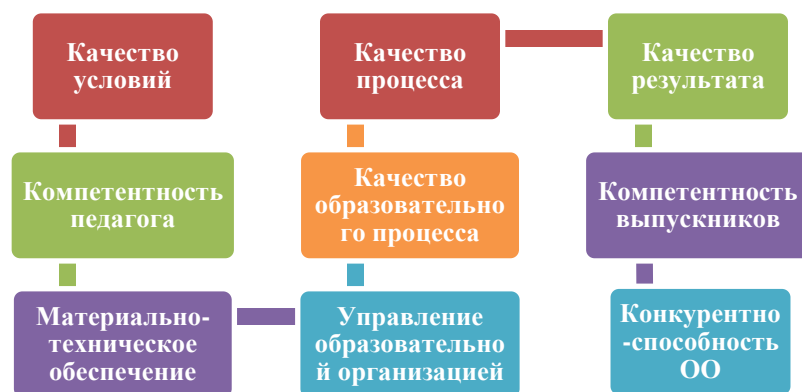 Качество
условий
Качество
процесса
Качество
результата
Компетентность
педагога
Качество
образовательно
го процесса
Компетентность
выпускников
Материально-
техническое
обеспечение
Управление
образовательно
й организацией
Конкурентно
-способность
ОО